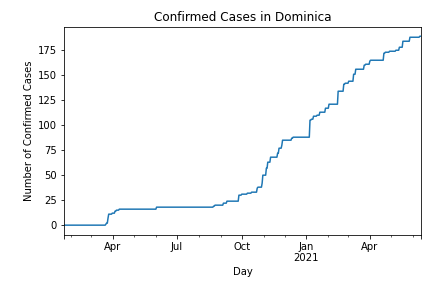 Confirmed Cases in Dominica
Number of Confirmed Cases
175
150
125
100
75
50
25
0
Apr
Jul
Oct
Jan
2021
Apr
Day